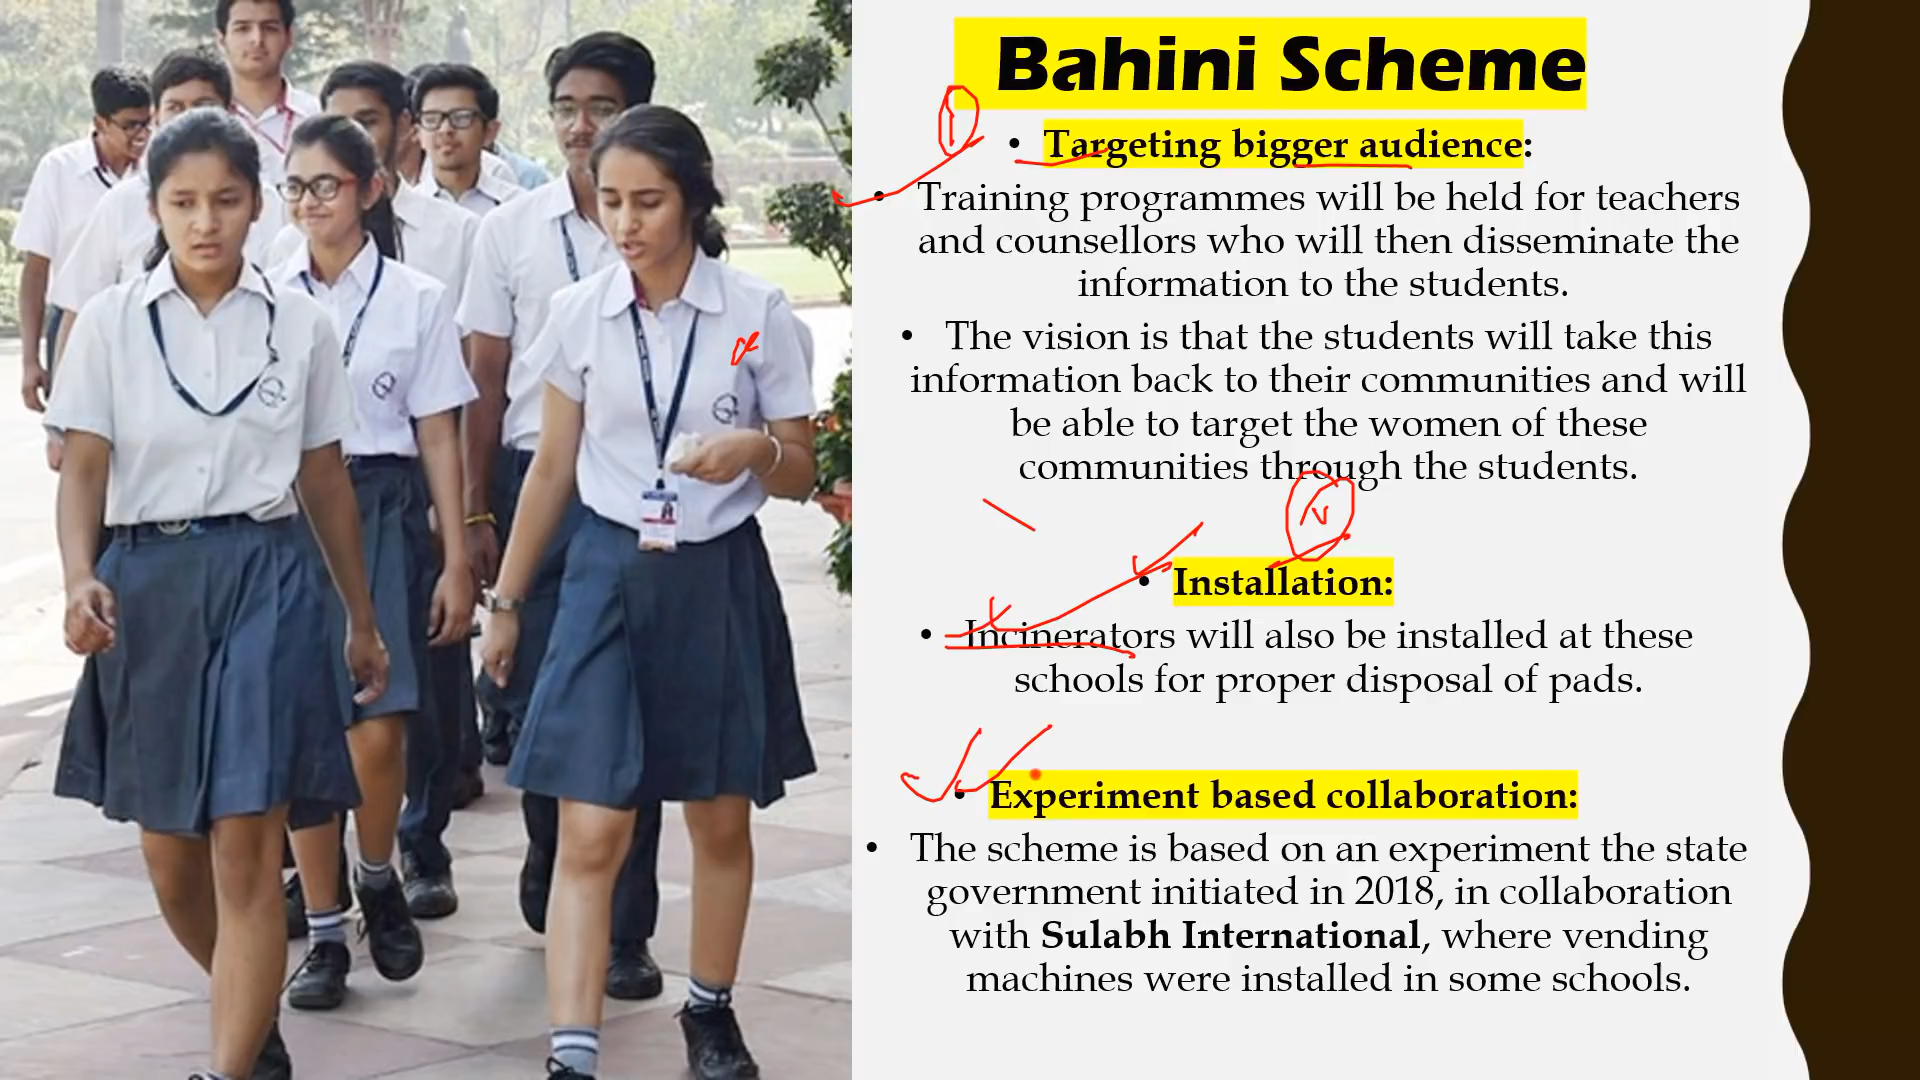 Bahini Scheme
• Targeting bigger audience:
• Training programmes will be held for teachers
and counsellors who will then disseminate the
information to the students.
• The vision is that the students will take this
information back to their communities and will
be able to target the women of these
communities through the students.
• Installation:
• Incinerators will also be installed at these
schools for proper disposal of pads.
• Experiment based collaboration:
• The scheme is based on an experiment the state
government initiated in 2018, in collaboration
with Sulabh International, where vending
machines were installed in some schools.